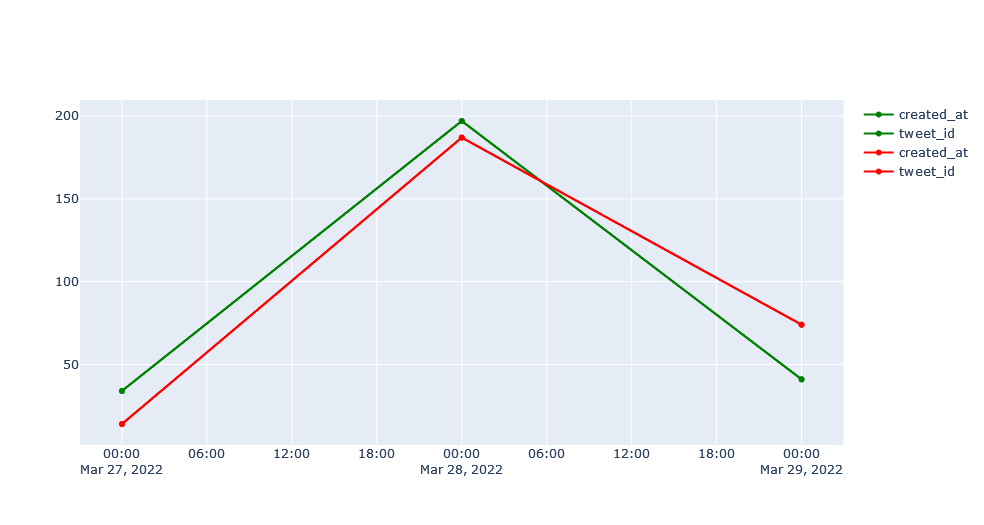 200
150
100
50
00:00 06:00 12:00 18:00 00:00 06:00 12:00 18:00 00:00
Mar 27, 2022 Mar 28, 2022 Mar 29, 2022
created_at
tweet_id
created_at
tweet_id